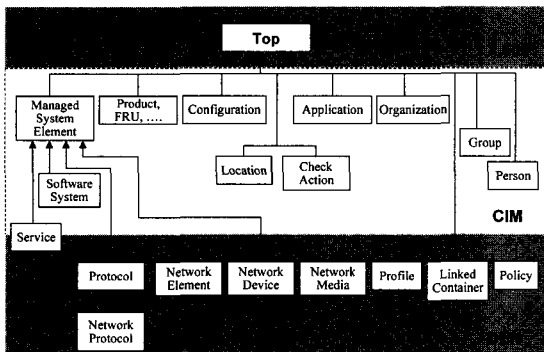 Top
Managed
System
Element
Product,
FRU, ....
Configuration
Application
Organization
Group
Location
Check
Action
Person
Software
System
CIM
Service
Protocol
Network
Element
Network
Device
Network
Media
Profile
Linked
Container
Policy
Network
Protocol